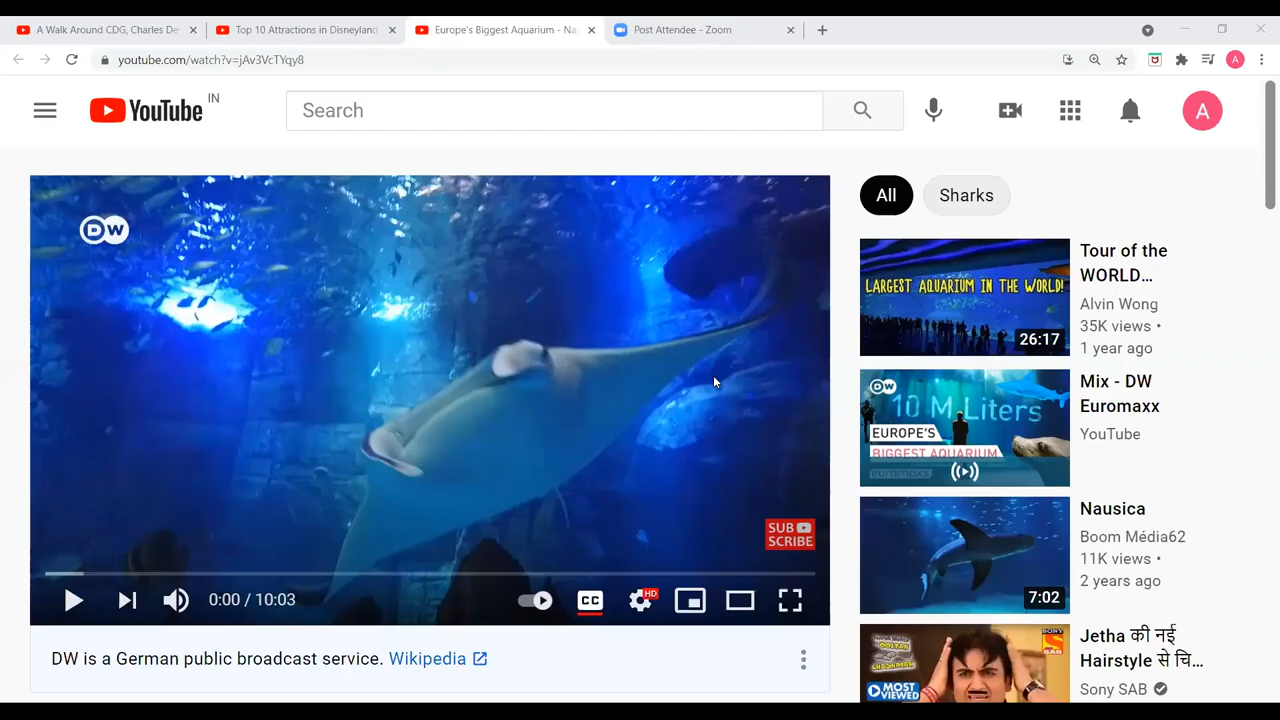 A Walk Around CDG, Charles De
Top 10 Attractions in Disneyland
Europe's Biggest Aquarium - Na
Post Attendee - Zoom
youtube.com/watch?v=jAv3VcTYqy8
A
YouTube IN
Search
A
DW
SUB
SCRIBE
0:00 / 10:03
CC
HD
DW is a German public broadcast service. Wikipedia
All
Sharks
LARGEST AQUARIUM IN THE WORLD!
26:17
Tour of the
WORLD...
Alvin Wong
35K views •
1 year ago
DW
10 M Liters
EUROPE'S
BIGGEST AQUARIUM
euromaxx
Mix - DW
Euromaxx
YouTube
7:02
Nausica
Boom Média62
11K views •
2 years ago
SONY
SAB
MOST
VIEWED
Jetha की नई
Hairstyle से चि...
Sony SAB